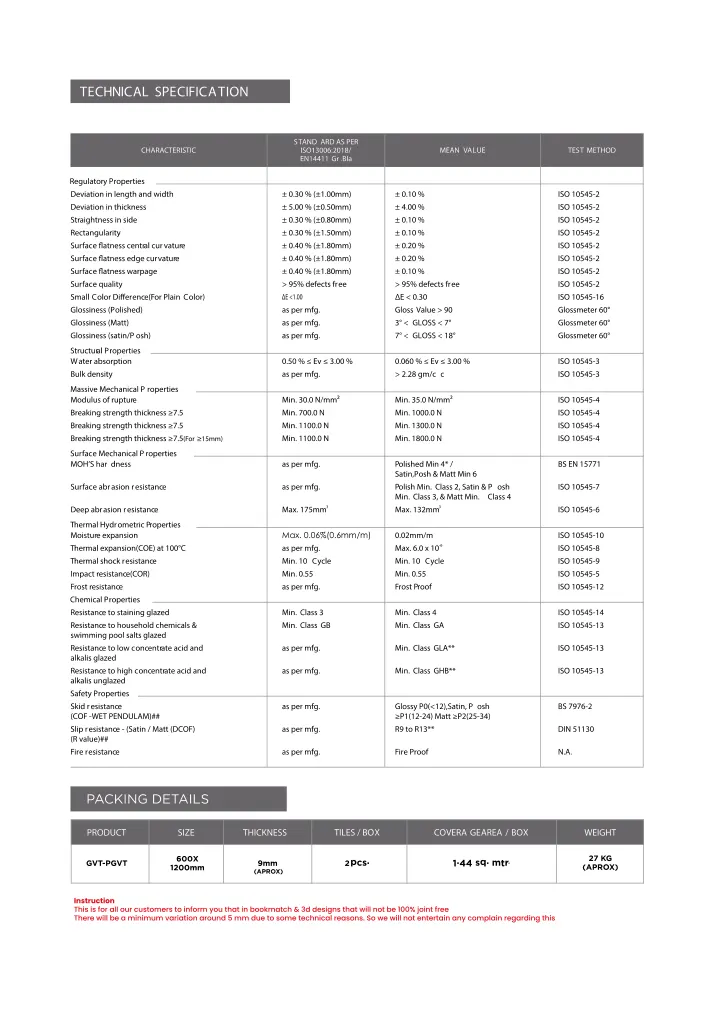 TECHNICAL SPECIFICATION
CHARACTERISTIC
STAND ARD AS PER
ISO13006:2018/
EN14411 Gr .Bla
MEAN VALUE
TEST METHOD
Regulatory Properties
Deviation in length and width ± 0.30 % (±1.00mm) ± 0.10 % ISO 10545-2
Deviation in thickness ± 5.00 % (±0.50mm) ± 4.00 % ISO 10545-2
Straightness in side ± 0.30 % (±0.80mm) ± 0.10 % ISO 10545-2
Rectangularity ± 0.30 % (±1.50mm) ± 0.10 % ISO 10545-2
Surface flatness central curvature ± 0.40 % (±1.80mm) ± 0.20 % ISO 10545-2
Surface flatness edge curvature ± 0.40 % (±1.80mm) ± 0.20 % ISO 10545-2
Surface flatness warpage ± 0.40 % (±1.80mm) ± 0.10 % ISO 10545-2
Surface quality > 95% defects free > 95% defects free ISO 10545-2
Small Color Difference(For Plain Color) ΔE <1.00 ΔE < 0.30 ISO 10545-16
Glossiness (Polished) as per mfg. Gloss Value > 90 Glossmeter 60°
Glossiness (Matt) as per mfg. 3° < GLOSS < 7° Glossmeter 60°
Glossiness (satin/P osh) as per mfg. 7° < GLOSS < 18° Glossmeter 60°
Structural Properties
Water absorption 0.50 % ≤ Ev ≤ 3.00 % 0.060 % ≤ Ev ≤ 3.00 % ISO 10545-3
Bulk density as per mfg. > 2.28 gm/c c ISO 10545-3
Massive Mechanical P roperties
Modulus of rupture Min. 30.0 N/mm² Min. 35.0 N/mm² ISO 10545-4
Breaking strength thickness ≥7.5 Min. 700.0 N Min. 1000.0 N ISO 10545-4
Breaking strength thickness ≥7.5 Min. 1100.0 N Min. 1300.0 N ISO 10545-4
Breaking strength thickness ≥7.5(For ≥15mm) Min. 1100.0 N Min. 1800.0 N ISO 10545-4
Surface Mechanical P roperties
MOH'S har dness as per mfg. Polished Min 4* / BS EN 15771
Satin,Posh & Matt Min 6
Surface abrasion resistance as per mfg. Polish Min. Class 2, Satin & P osh ISO 10545-7
Min. Class 3, & Matt Min. Class 4
Deep abrasion resistance Max. 175mm Max. 132mm ISO 10545-6
Thermal Hydrometric Properties
Moisture expansion Max. 0.06%(0.6mm/m) 0.02mm/m ISO 10545-10
Thermal expansion(COE) at 100°C as per mfg. Max. 6.0 x 10 ISO 10545-8
Thermal shock resistance Min. 10 Cycle Min. 10 Cycle ISO 10545-9
Impact resistance(COR) Min. 0.55 Min. 0.55 ISO 10545-5
Frost resistance as per mfg. Frost Proof ISO 10545-12
Chemical Properties
Resistance to staining glazed Min. Class 3 Min. Class 4 ISO 10545-14
Resistance to household chemicals & Min. Class GB Min. Class GA ISO 10545-13
swimming pool salts glazed
Resistance to low concentrate acid and as per mfg. Min. Class GLA** ISO 10545-13
alkalis glazed
Resistance to high concentrate acid and as per mfg. Min. Class GHB** ISO 10545-13
alkalis unglazed
Safety Properties
Skid resistance as per mfg. Glossy P0(<12),Satin, P osh BS 7976-2
(COF -WET PENDULAM)## ≥P1(12-24) Matt ≥P2(25-34)
Slip resistance - (Satin / Matt (DCOF) as per mfg. R9 to R13** DIN 51130
(R value)##
Fire resistance as per mfg. Fire Proof N.A.
PACKING DETAILS
PRODUCT SIZE THICKNESS TILES / BOX COVERA GEAREA / BOX WEIGHT
GVT-PGVT
600X
1200mm
9mm
(APROX)
2pcs.
1.44 sq. mtr.
27 KG
(APROX)
Instruction
This is for all our customers to inform you that in bookmatch & 3d designs that will not be 100% joint free
There will be a minimum variation around 5 mm due to some technical reasons. So we will not entertain any complain regarding this